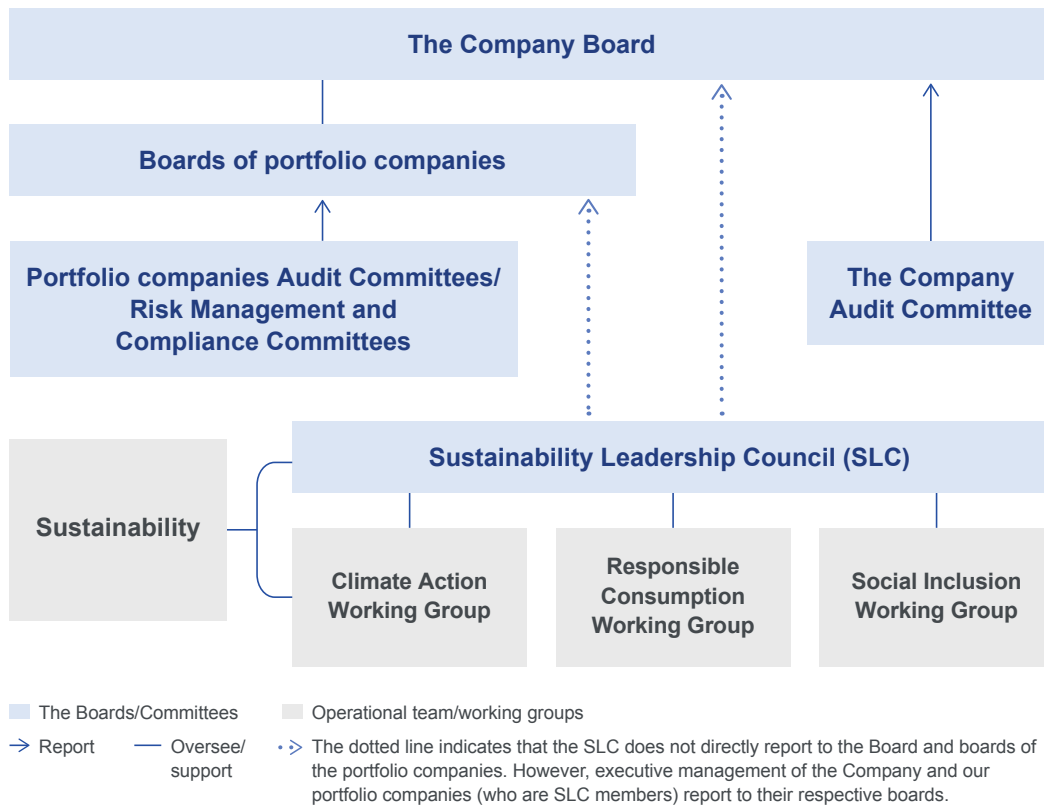 The Company Board
Boards of portfolio companies
Portfolio companies Audit Committees/
Risk Management and
Compliance Committees
The Company
Audit Committee
Sustainability Leadership Council (SLC)
Sustainability
Climate Action
Working Group
Responsible
Consumption
Working Group
Social Inclusion
Working Group
The Boards/Committees
Operational team/working groups
Report
Oversee/
support
The dotted line indicates that the SLC does not directly report to the Board and boards of
the portfolio companies. However, executive management of the Company and our
portfolio companies (who are SLC members) report to their respective boards.